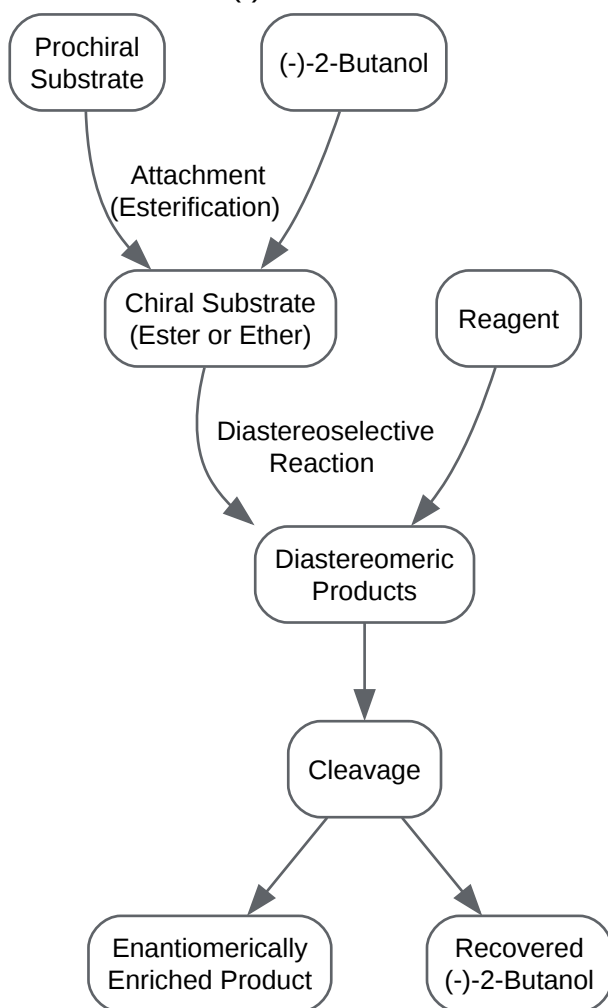 Prochiral
Substrate
(-)-2-Butanol
Attachment
(Esterification)
Chiral Substrate
(Ester or Ether)
Reagent
Diastereoselective
Reaction
Diastereomeric
Products
Cleavage
Enantiomerically
Enriched Product
Recovered
(-)-2-Butanol